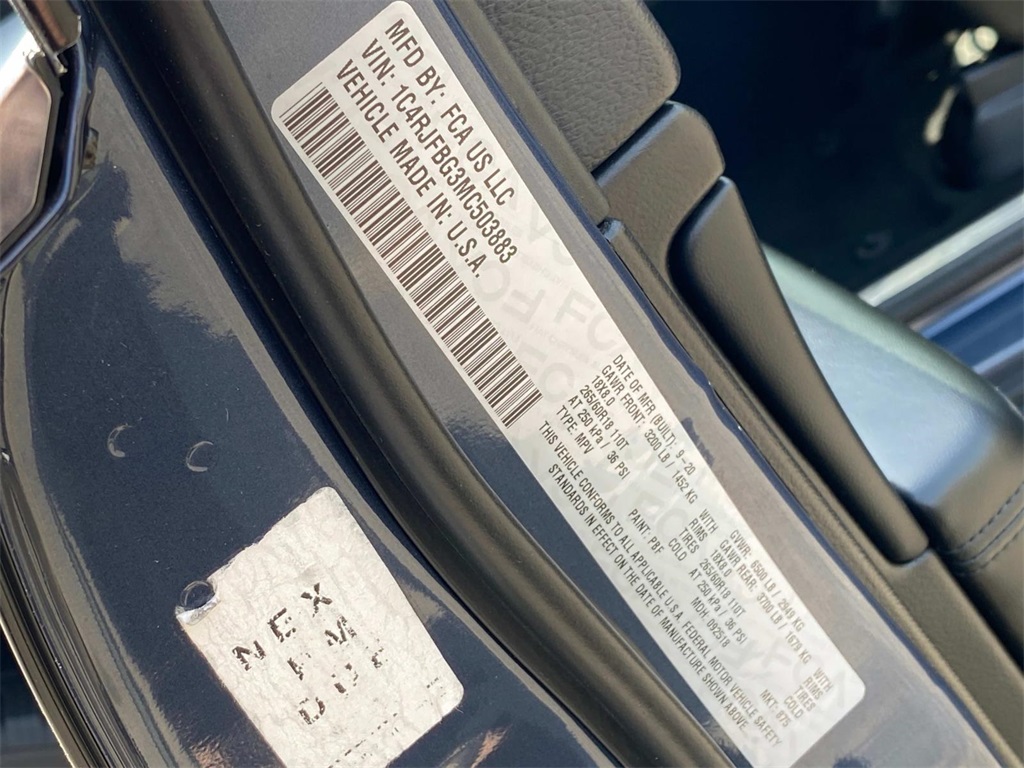 MFD BY: FCA US LLC
VIN: 1C4RJFBG3MC503883
VEHICLE MADE IN: U.S.A.
DATE OF MFR (BUILT): 9-20 GVWR: 6500 LB / 2948 KG
GAWR FRONT: 3200 LB / 1452 KG WITH GAWR REAR: 3700 LB / 1678 KG WITH
18X8.0 RIMS 18X8.0 RIMS
265/60R18 110T TIRES 265/60R18 110T TIRES
AT 250 kPa / 36 PSI COLD AT 250 kPa / 36 PSI COLD
TYPE: MPV PAINT: PBF MDH: 092518 MKT: 875
THIS VEHICLE CONFORMS TO ALL APPLICABLE U.S.A. FEDERAL MOTOR VEHICLE SAFETY
STANDARDS IN EFFECT ON THE DATE OF MANUFACTURE SHOWN ABOVE.
NEX